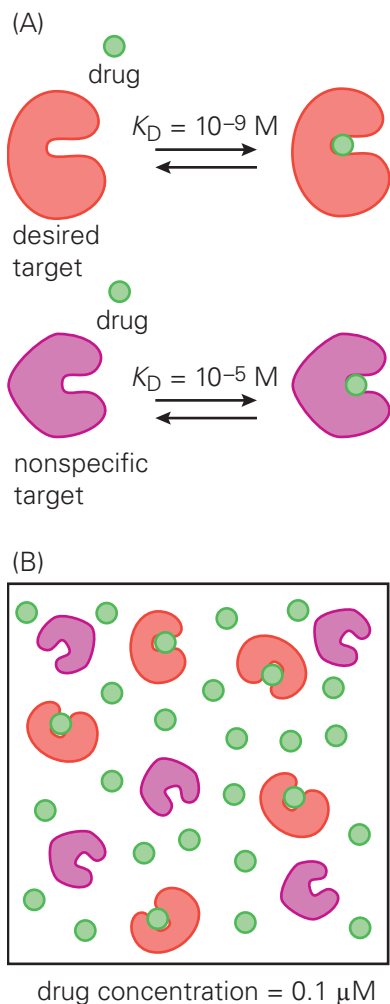 (A)
drug
K_D = 10⁻⁹ M
desired
target
drug
K_D = 10⁻⁵ M
nonspecific
target
(B)
drug concentration = 0.1 µM